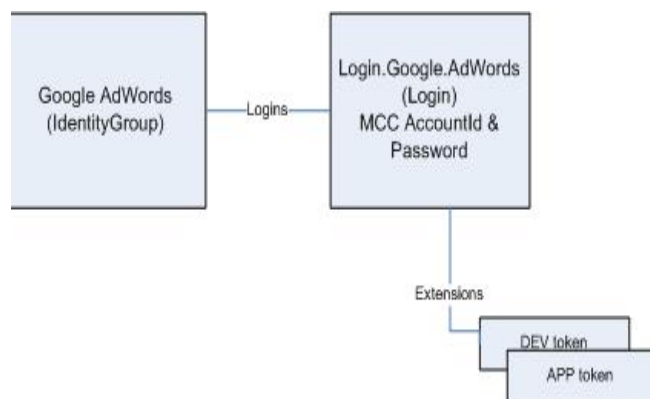 Google AdWords
(IdentityGroup)
Logins
Login.Google.AdWords
(Login)
MCC AccountId &
Password
Extensions
DEV token
APP token